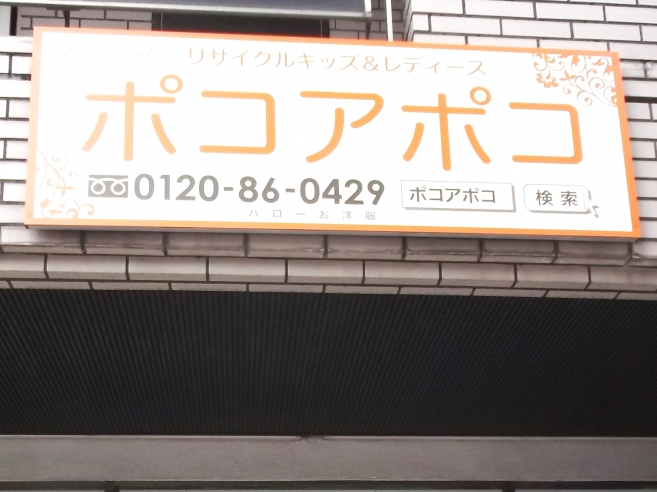 リサイクルキッズ&レディース
ポコアポコ
0120-86-0429 ポコアポコ 検索
ハローお洋服